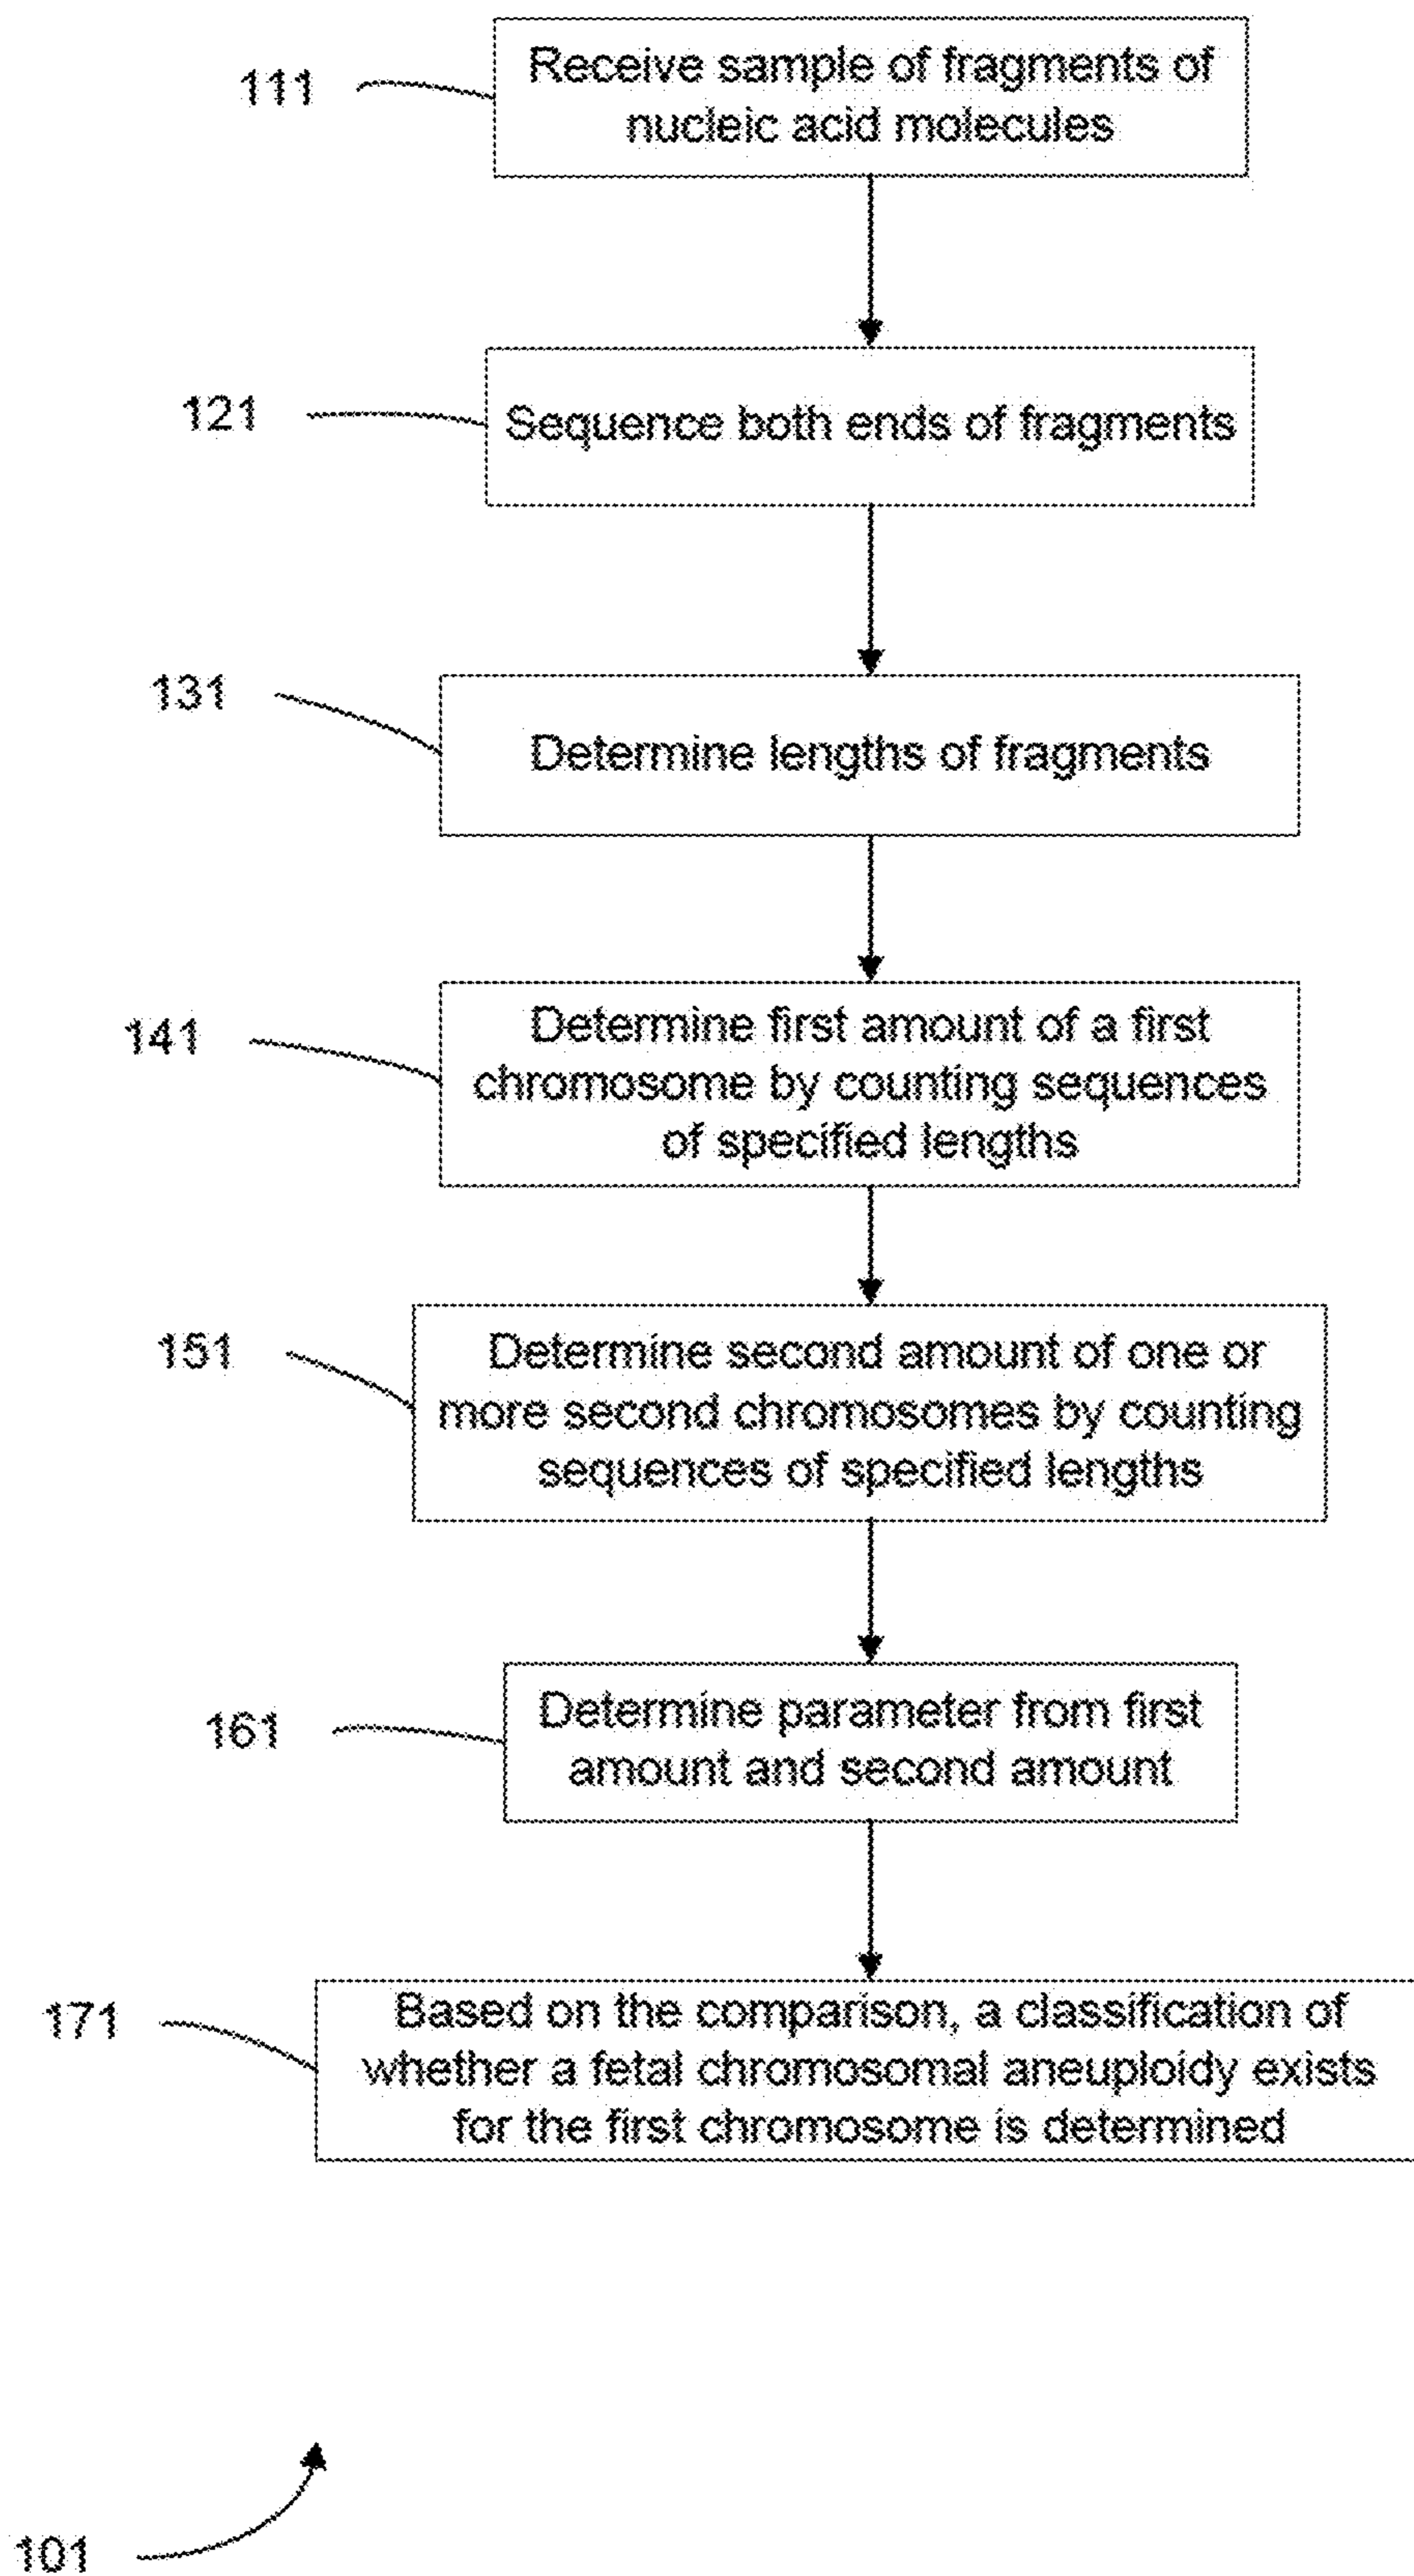 111
Receive sample of fragments of
nucleic acid molecules
121
Sequence both ends of fragments
131
Determine lengths of fragments
141
Determine first amount of a first
chromosome by counting sequences
of specified lengths
151
Determine second amount of one or
more second chromosomes by counting
sequences of specified lengths
161
Determine parameter from first
amount and second amount
171
Based on the comparison, a classification of
whether a fetal chromosomal aneuploidy exists
for the first chromosome is determined
101